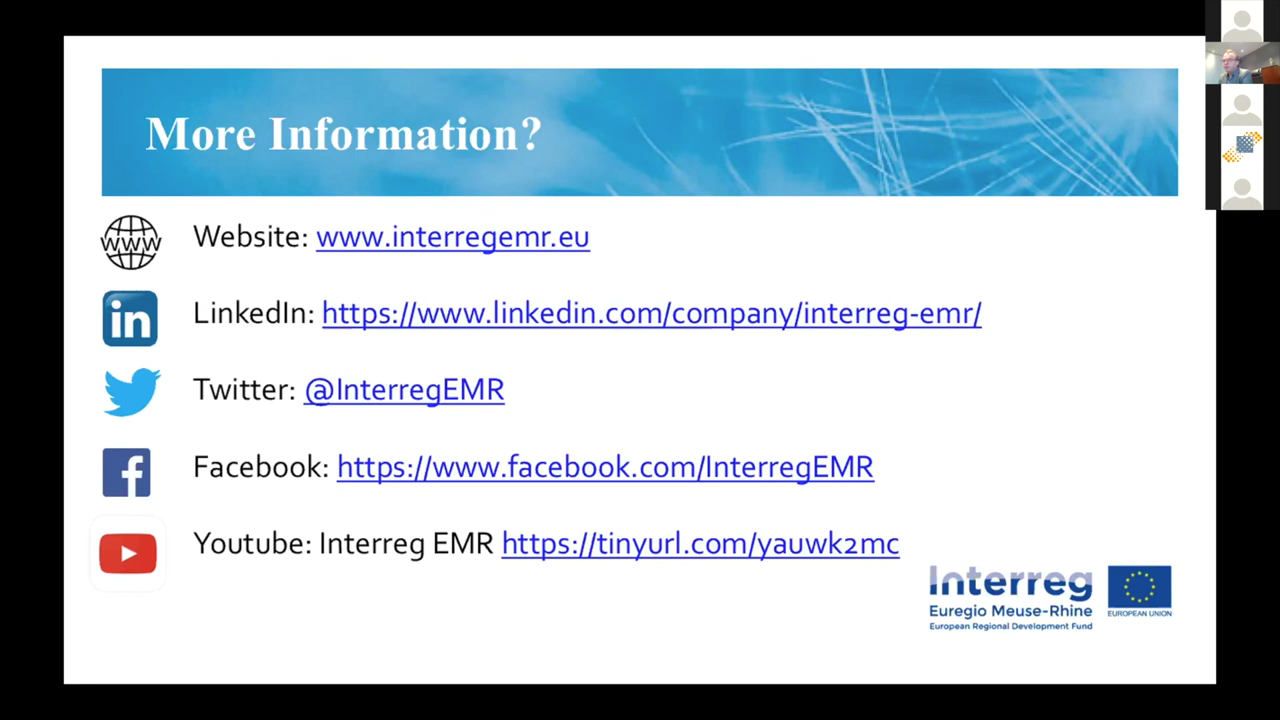 More Information?
WWW
Website: www.interregemr.eu
in
LinkedIn: https://www.linkedin.com/company/interreg-emr/
Twitter: @InterregEMR
f
Facebook: https://www.facebook.com/InterregEMR
Youtube: Interreg EMR https://tinyurl.com/yauwk2mc
Interreg
Euregio Meuse-Rhine
European Regional Development Fund
EUROPEAN UNION